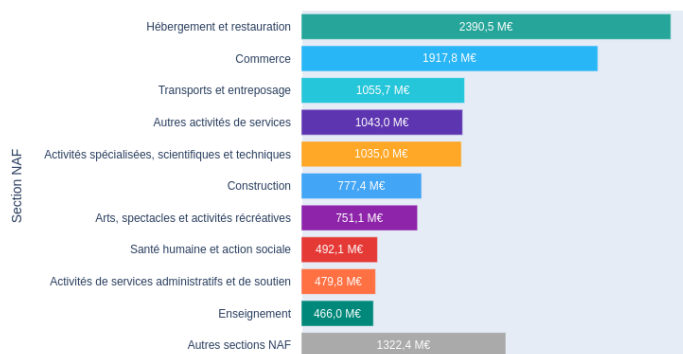 Section NAF
Hébergement et restauration 2390,5 M€
Commerce 1917,8 M€
Transports et entreposage 1055,7 M€
Autres activités de services 1043,0 M€
Activités spécialisées, scientifiques et techniques 1035,0 M€
Construction 777,4 M€
Arts, spectacles et activités récréatives 751,1 M€
Santé humaine et action sociale 492,1 M€
Activités de services administratifs et de soutien 479,8 M€
Enseignement 466,0 M€
Autres sections NAF 1322,4 M€